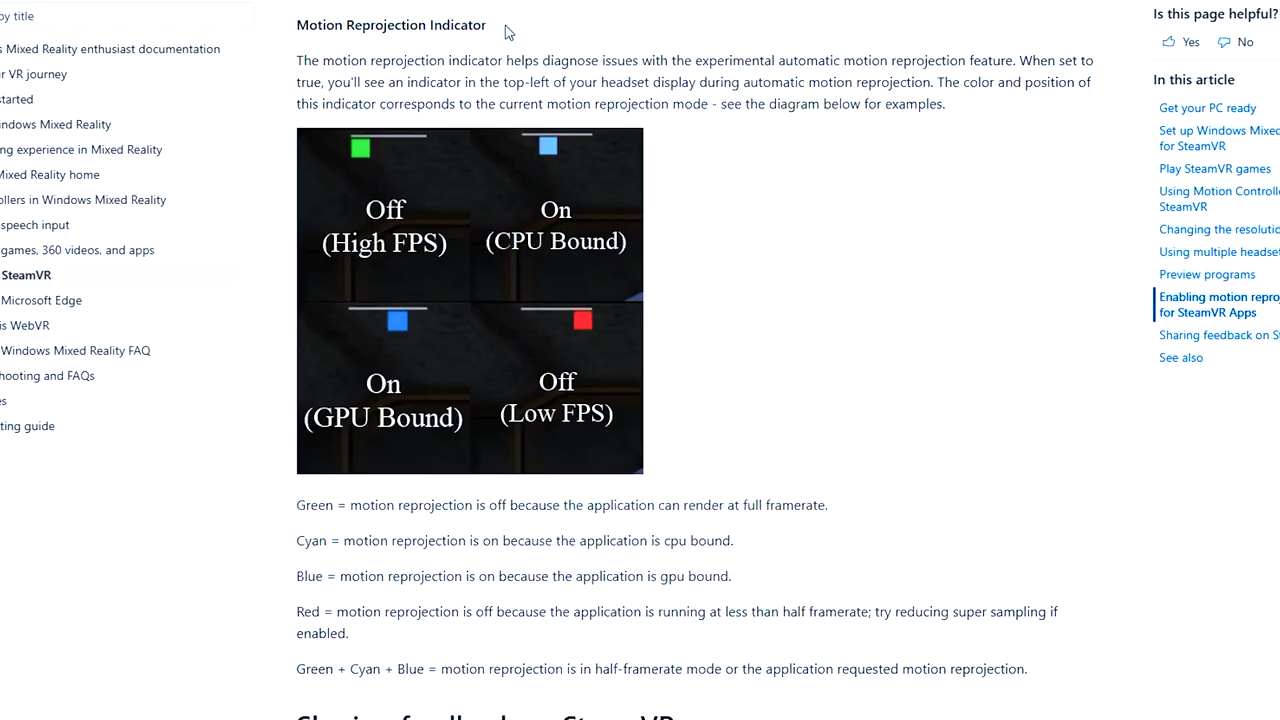 by title
s Mixed Reality enthusiast documentation
r VR journey
started
indows Mixed Reality
ng experience in Mixed Reality
Mixed Reality home
ollers in Windows Mixed Reality
speech input
games, 360 videos, and apps
SteamVR
Microsoft Edge
is WebVR
Windows Mixed Reality FAQ
hooting and FAQs
es
ting guide
Motion Reprojection Indicator
The motion reprojection indicator helps diagnose issues with the experimental automatic motion reprojection feature. When set to
true, you'll see an indicator in the top-left of your headset display during automatic motion reprojection. The color and position of
this indicator corresponds to the current motion reprojection mode - see the diagram below for examples.
Off
(High FPS)
On
(CPU Bound)
On
(GPU Bound)
Off
(Low FPS)
Green = motion reprojection is off because the application can render at full framerate.
Cyan = motion reprojection is on because the application is cpu bound.
Blue = motion reprojection is on because the application is gpu bound.
Red = motion reprojection is off because the application is running at less than half framerate; try reducing super sampling if
enabled.
Green + Cyan + Blue = motion reprojection is in half-framerate mode or the application requested motion reprojection.
Is this page helpful?
Yes No
In this article
Get your PC ready
Set up Windows Mixed
for SteamVR
Play SteamVR games
Using Motion Controlle
SteamVR
Changing the resolutio
Using multiple headset
Preview programs
Enabling motion repro
for SteamVR Apps
Sharing feedback on S
See also